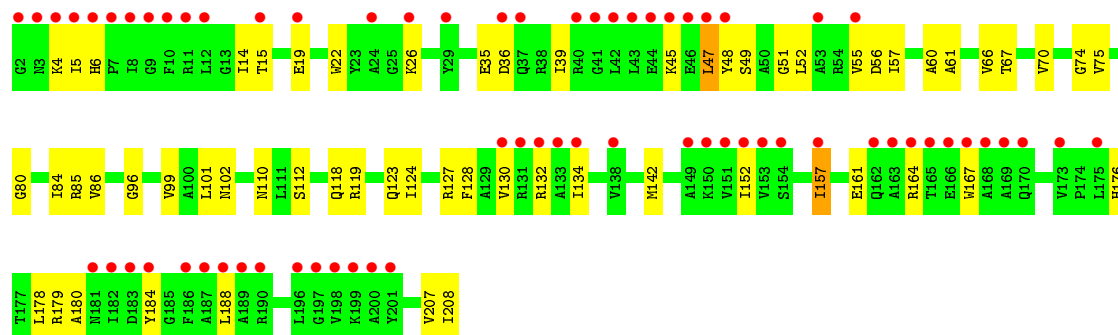 G2 N3 K4 I5 H6 P7 I8 G9 F10 R11 L12 G13 I14 T15 E19 W22 Y23 A24 G25 K26 Y29 E35 D36 Q37 R38 I39 R40 G41 L42 L43 E44 K45 E46 L47 Y48 S49 A50 G51 L52 A53 R54 V55 D56 I57 A60 A61 V66 T67 V70 G74 V75
G80 I84 R85 V86 G96 V99 A100 L101 N102 N110 L111 S112 Q118 R119 Q123 I124 R127 F128 A129 V130 R131 R132 A133 I134 V138 M142 A149 K150 V151 I152 V153 S154 I157 E161 Q162 A163 R164 T165 E166 W167 A168 A169 Q170 V173 P174 L175 H176
T177 L178 R179 A180 N181 I182 D183 Y184 G185 F186 A187 L188 A189 R190 L196 G197 V198 K199 A200 Y201 V207 I208